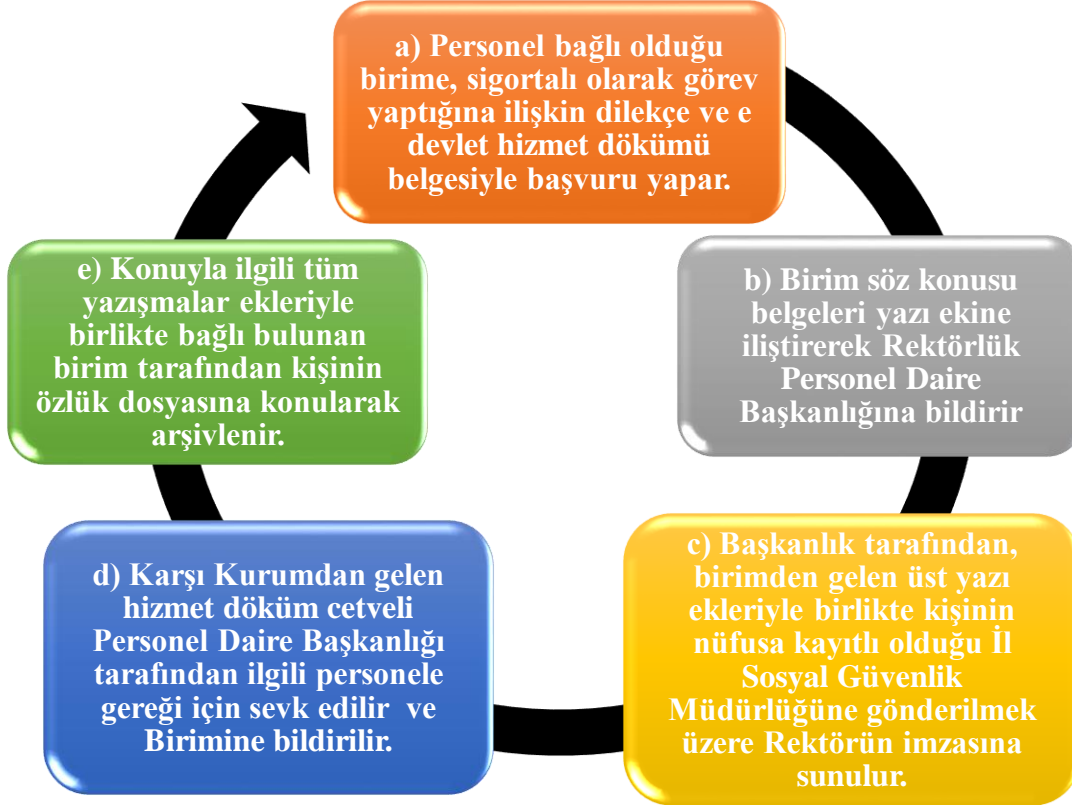 a) Personel bağlı olduğu
birime, sigortalı olarak görev
yaptığına ilişkin dilekçe ve e
devlet hizmet dökümü
belgesiyle başvuru yapar.
b) Birim söz konusu
belgeleri yazı ekine
iliştirerek Rektörlük
Personel Daire
Başkanlığına bildirir
c) Başkanlık tarafından,
birimden gelen üst yazı
ekleriyle birlikte kişinin
nüfusa kayıtlı olduğu İl
Sosyal Güvenlik
Müdürlüğüne gönderilmek
üzere Rektörün imzasına
sunulur.
d) Karşı Kurumdan gelen
hizmet döküm cetveli
Personel Daire Başkanlığı
tarafından ilgili personele
gereği için sevk edilir ve
Birimine bildirilir.
e) Konuyla ilgili tüm
yazışmalar ekleriyle
birlikte bağlı bulunan
birim tarafından kişinin
özlük dosyasına konularak
arşivlenir.